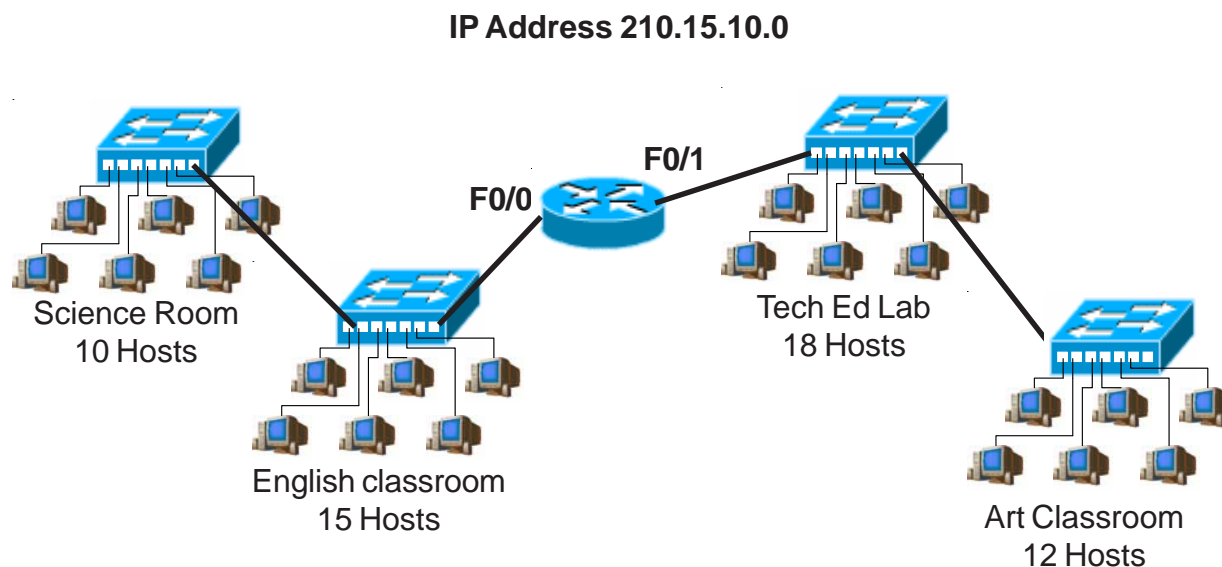 IP Address 210.15.10.0
F0/1
F0/0
Science Room
10 Hosts
Tech Ed Lab
18 Hosts
English classroom
15 Hosts
Art Classroom
12 Hosts